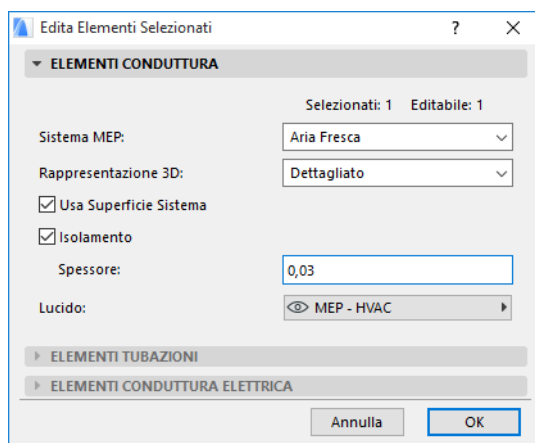 Edita Elementi Selezionati
?
ELEMENTI CONDUTTURA
Selezionati: 1 Editabile: 1
Sistema MEP: Aria Fresca
Rappresentazione 3D: Dettagliato
Usa Superficie Sistema
Isolamento
Spessore: 0,03
Lucido: MEP - HVAC
ELEMENTI TUBAZIONI
ELEMENTI CONDUTTURA ELETTRICA
Annulla OK